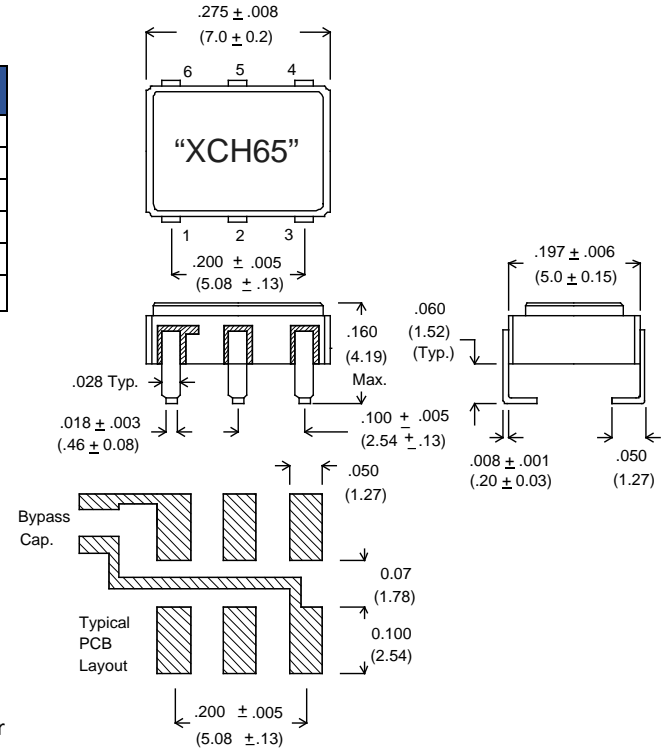 .275 ± .008
(7.0 ± 0.2)
6 5 4
“XCH65”
1 2 3
.200 ± .005
(5.08 ± .13)
.197 ± .006
(5.0 ± 0.15)
.160
(4.19)
Max.
.060
(1.52)
(Typ.)
.028 Typ.
.018 ± .003
(.46 ± 0.08)
.100 ± .005
(2.54 ± .13)
.008 ± .001
(.20 ± 0.03)
.050
(1.27)
.050
(1.27)
Bypass
Cap.
0.07
(1.78)
Typical
PCB
Layout
0.100
(2.54)
.200 ± .005
(5.08 ± .13)
r